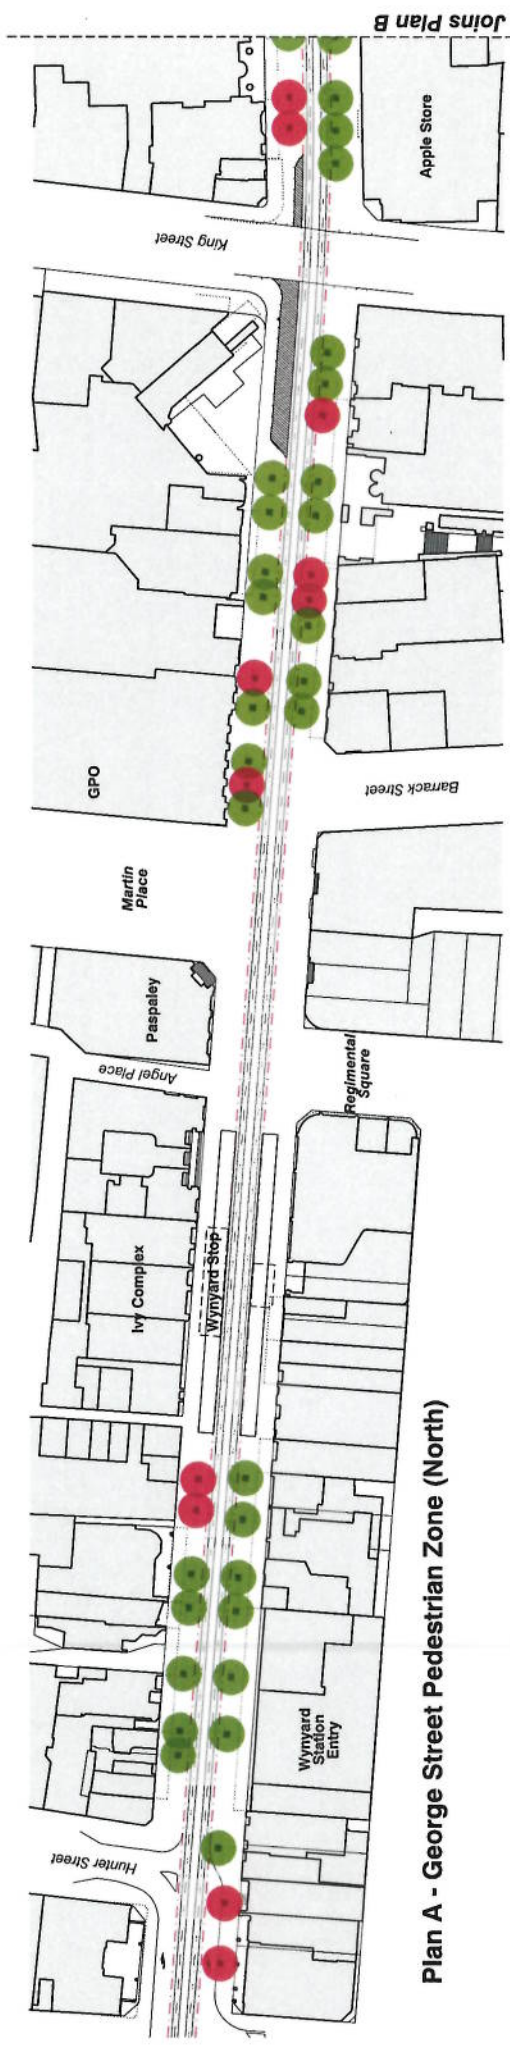 Joins Plan B
Apple Store
King Street
GPO
Barrack Street
Martin
Place
Paspaley
Angel Place
Regimental
Square
Ivy Complex
Wynyard Stop
Wynyard
Station
Entry
Hunter Street
Plan A - George Street Pedestrian Zone (North)